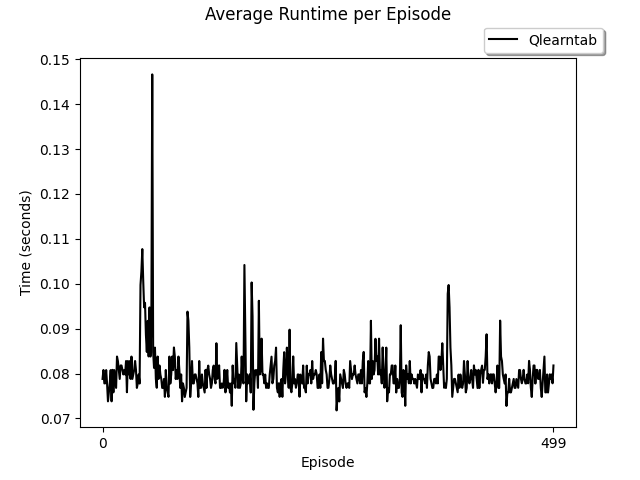 Average Runtime per Episode
Qlearntab
0.15
0.14
0.13
0.12
0.11
0.10
0.09
0.08
0.07
Time (seconds)
0 499
Episode